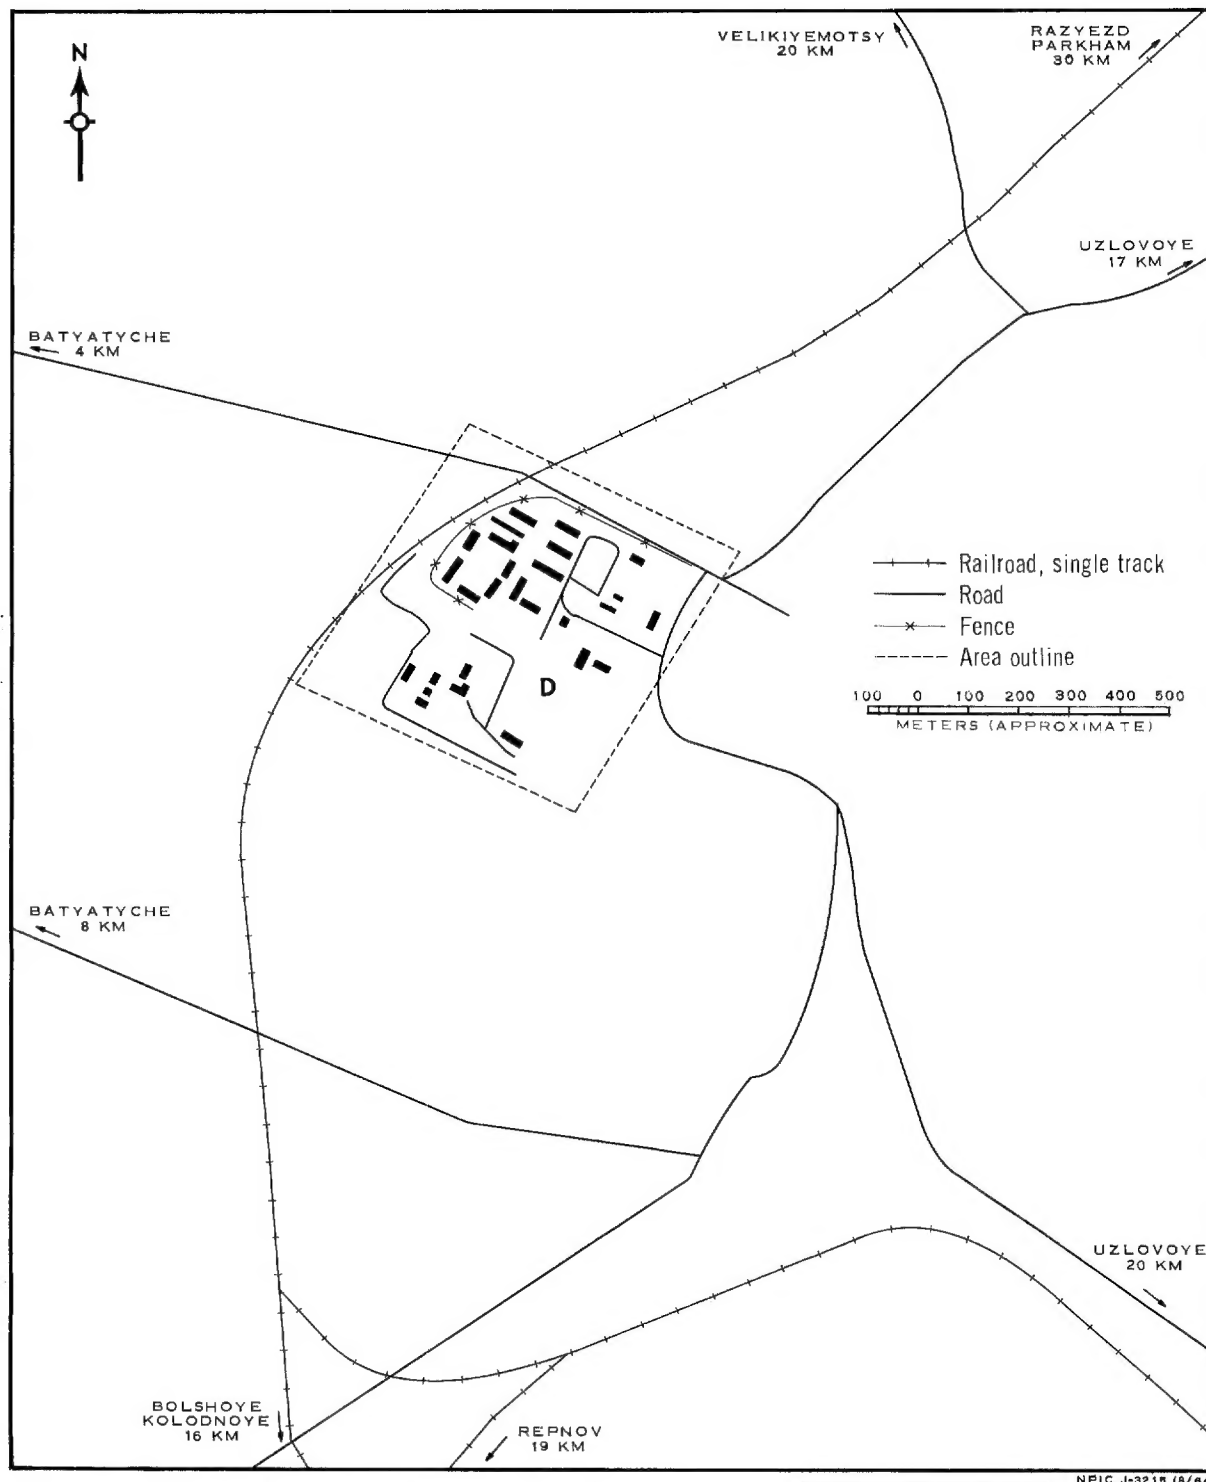 N
VELIKIYEMOTSY
20 KM
RAZYEZD
PARKHAM
30 KM
UZLOVOYE
17 KM
BATYATYCHE
4 KM
Railroad, single track
Road
Fence
Area outline
100 0 100 200 300 400 500
METERS (APPROXIMATE)
D
BATYATYCHE
8 KM
UZLOVOYE
20 KM
BOLSHOYE
KOLODNOYE
16 KM
REPNOV
19 KM